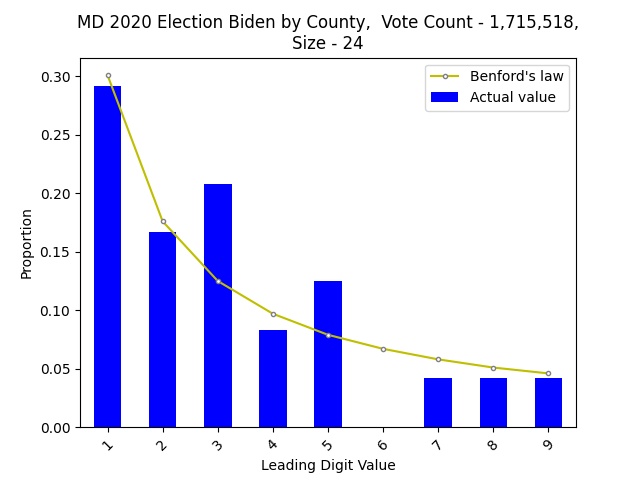 MD 2020 Election Biden by County,  Vote Count - 1,715,518,
Size - 24
Benford's law
Actual value
0.30
0.25
0.20
0.15
0.10
0.05
0.00
Proportion
1 2 3 4 5 6 7 8 9
Leading Digit Value